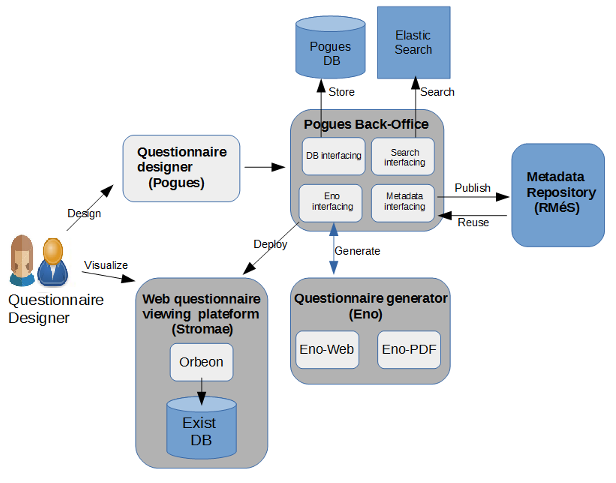 Pogues
DB
Elastic
Search
Store
Search
Pogues Back-Office
DB interfacing
Search
interfacing
Eno
interfacing
Metadata
interfacing
Questionnaire
designer
(Pogues)
Publish
Reuse
Metadata
Repository
(RMéS)
Design
Visualize
Questionnaire
Designer
Deploy
Generate
Web questionnaire
viewing plateform
(Stromae)
Orbeon
Exist
DB
Questionnaire generator
(Eno)
Eno-Web
Eno-PDF